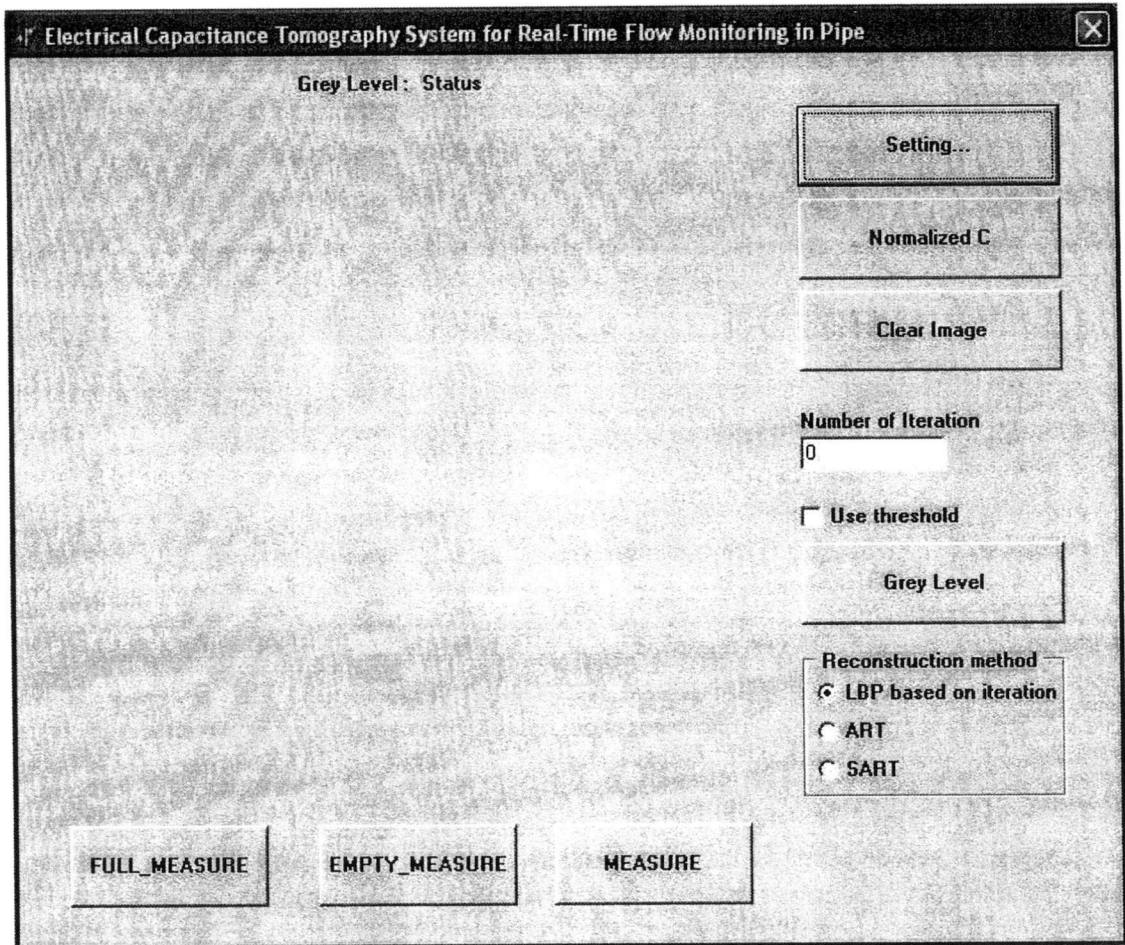 Electrical Capacitance Tomography System for Real-Time Flow Monitoring in Pipe
Grey Level : Status
Setting...
Normalized C
Clear Image
Number of Iteration
0
Use threshold
Grey Level
Reconstruction method
LBP based on iteration
ART
SART
FULL_MEASURE
EMPTY_MEASURE
MEASURE